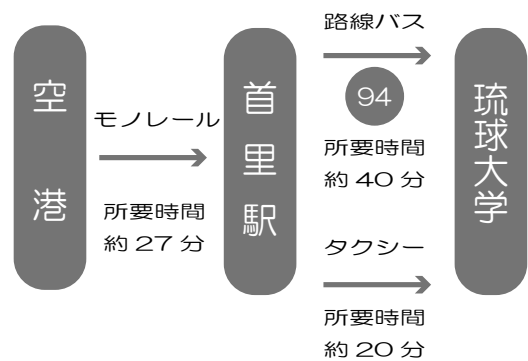 空港
モノレール
所要時間
約 27 分
首里駅
路線バス
94
所要時間
約 40 分
タクシー
所要時間
約 20 分
琉球大学